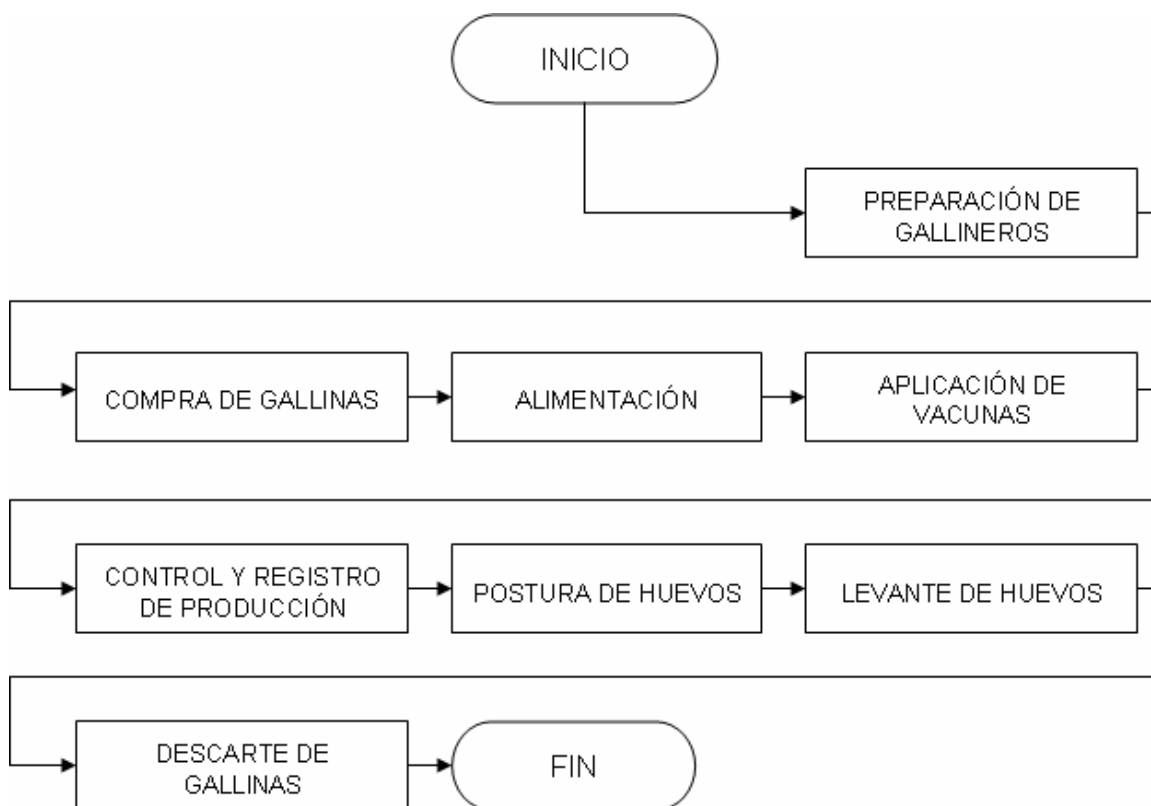 INICIO
PREPARACIÓN DE
GALLINEROS
COMPRA DE GALLINAS
ALIMENTACIÓN
APLICACIÓN DE
VACUNAS
CONTROL Y REGISTRO
DE PRODUCCIÓN
POSTURA DE HUEVOS
LEVANTE DE HUEVOS
DESCARTE DE
GALLINAS
FIN